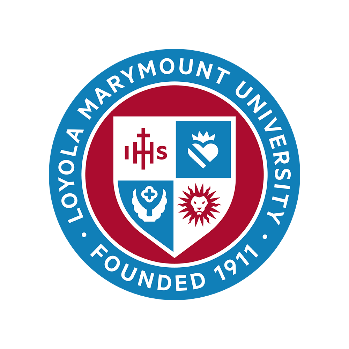 LOYOLA MARYMOUNT UNIVERSITY
IHS
· FOUNDED 1911 ·